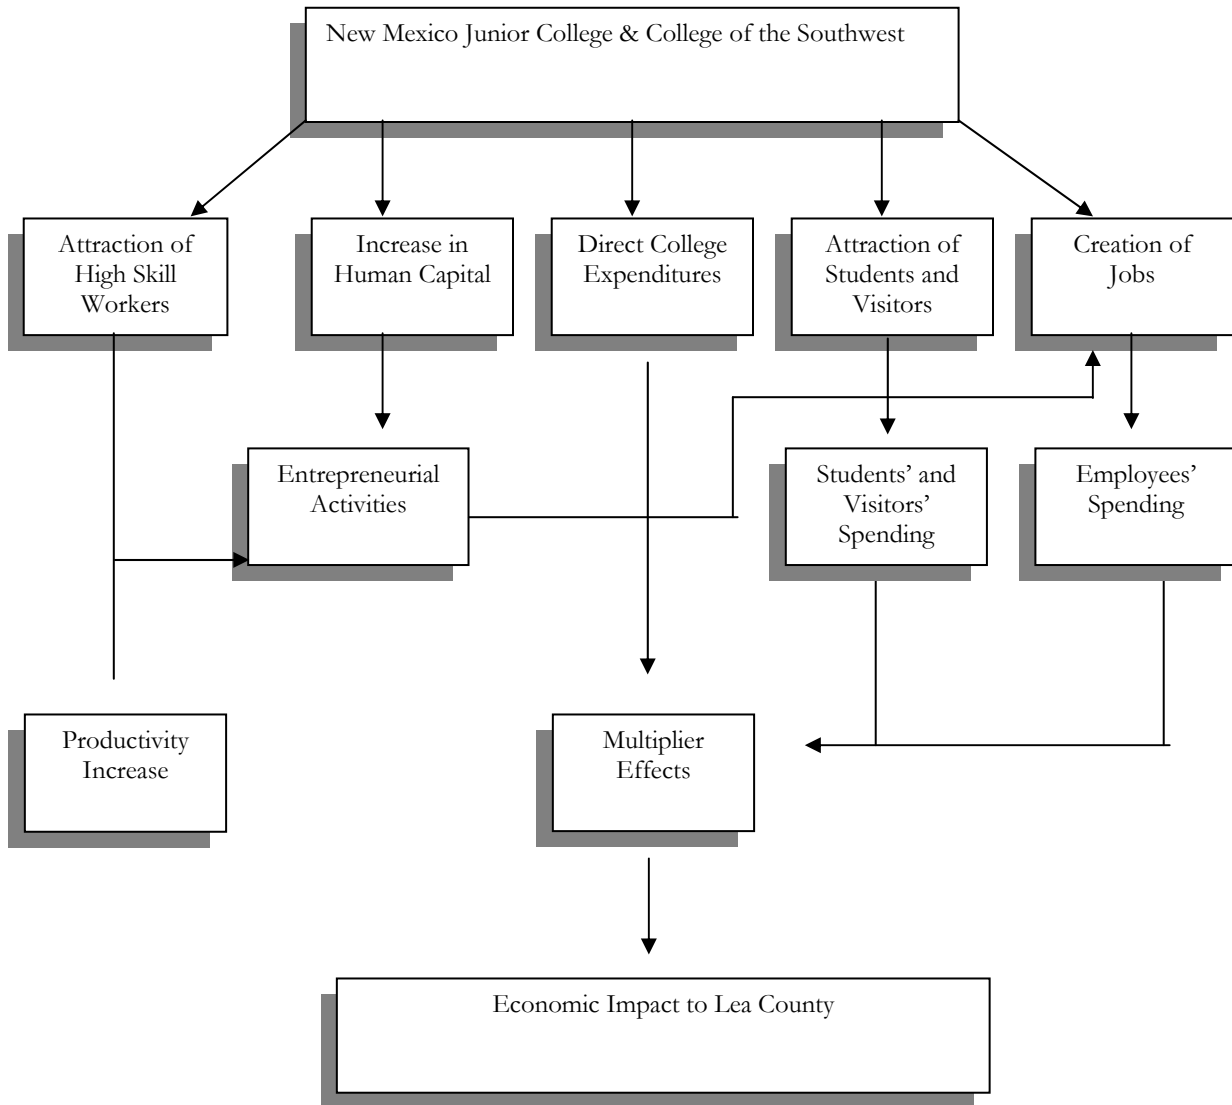 New Mexico Junior College & College of the Southwest
Attraction of
High Skill
Workers
Increase in
Human Capital
Direct College
Expenditures
Attraction of
Students and
Visitors
Creation of
Jobs
Entrepreneurial
Activities
Students’ and
Visitors’
Spending
Employees’
Spending
Productivity
Increase
Multiplier
Effects
Economic Impact to Lea County